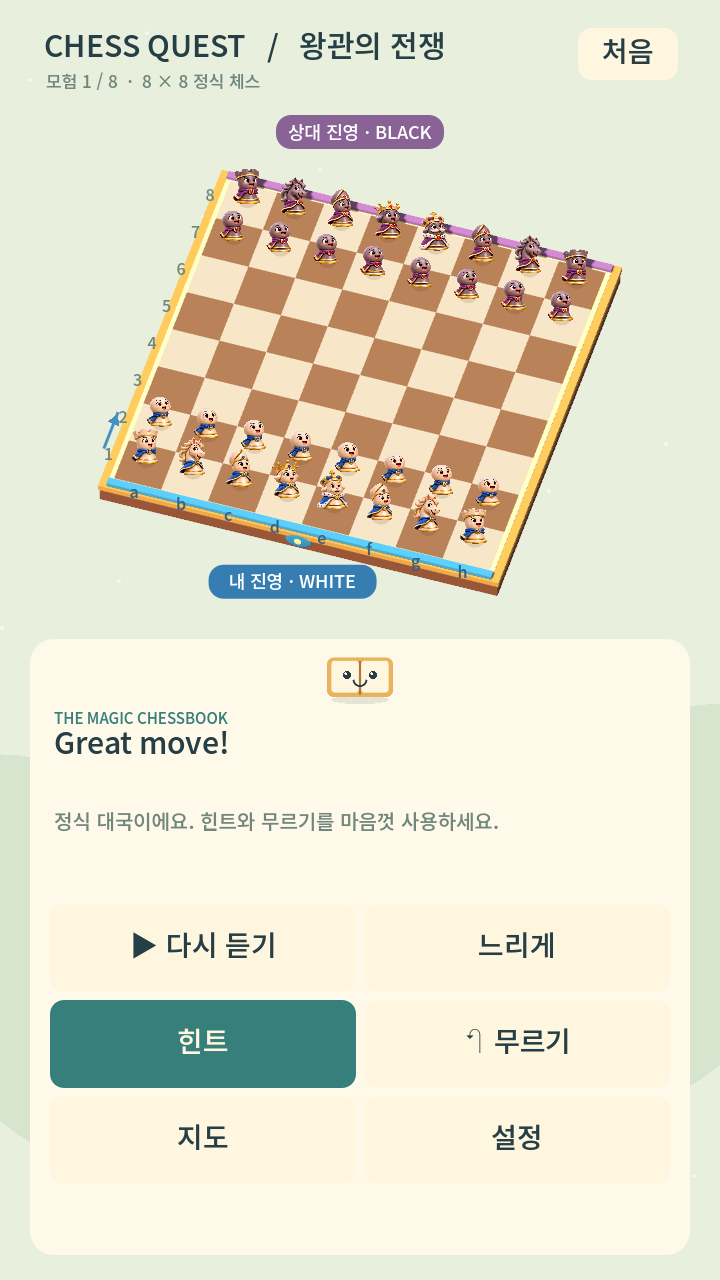 CHESS QUEST / 왕관의 전쟁
처음
모험 1 / 8 · 8 × 8 정식 체스
상대 진영 · BLACK
8
7
6
5
4
3
2
1
a b c d e f g h
내 진영 · WHITE
THE MAGIC CHESSBOOK
Great move!
정식 대국이에요. 힌트와 무르기를 마음껏 사용하세요.
▶ 다시 듣기
느리게
힌트
무르기
지도
설정